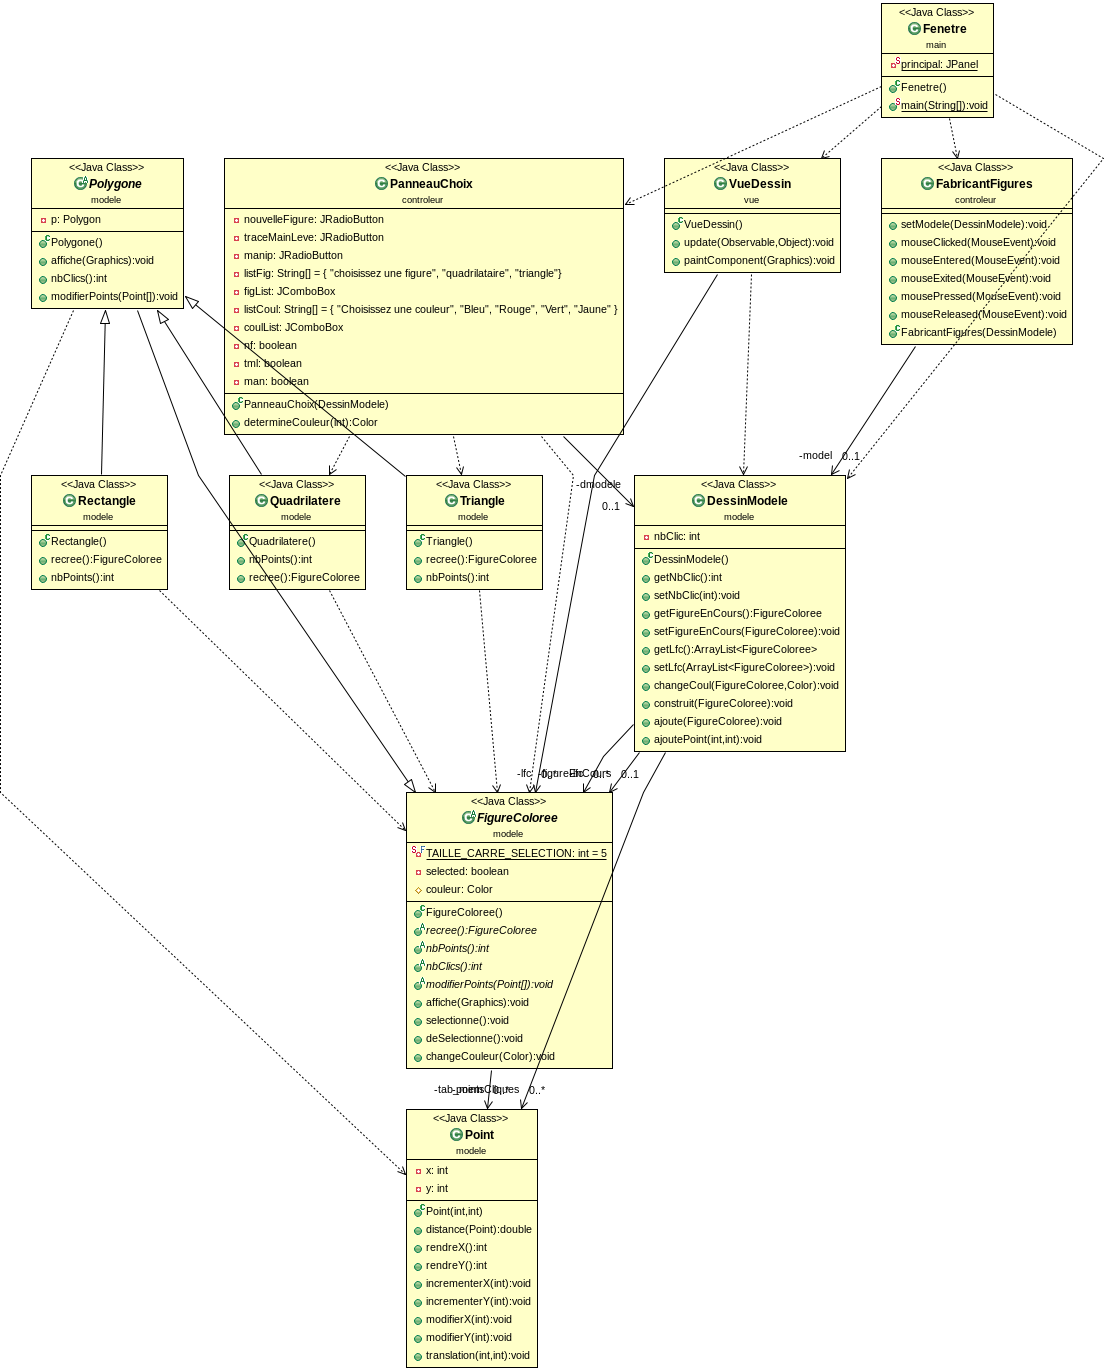 <<Java Class>>
Fenetre
main
principal: JPanel
Fenetre()
main(String[]):void
<<Java Class>>
Polygone
modele
p: Polygon
Polygone()
affiche(Graphics):void
nbClics():int
modifierPoints(Point[]):void
<<Java Class>>
PanneauChoix
controleur
nouvelleFigure: JRadioButton
traceMainLeve: JRadioButton
manip: JRadioButton
listFig: String[] = { "choisissez une figure", "quadrilataire", "triangle"}
figList: JComboBox
listCoul: String[] = { "Choisissez une couleur", "Bleu", "Rouge", "Vert", "Jaune" }
coulList: JComboBox
nf: boolean
tml: boolean
man: boolean
PanneauChoix(DessinModele)
determineCouleur(int):Color
<<Java Class>>
VueDessin
vue
VueDessin()
update(Observable,Object):void
paintComponent(Graphics):void
<<Java Class>>
FabricantFigures
controleur
setModele(DessinModele):void
mouseClicked(MouseEvent):void
mouseEntered(MouseEvent):void
mouseExited(MouseEvent):void
mousePressed(MouseEvent):void
mouseReleased(MouseEvent):void
FabricantFigures(DessinModele)
-model 0..1
-dmodele
0..1
<<Java Class>>
Rectangle
modele
Rectangle()
recree():FigureColoree
nbPoints():int
<<Java Class>>
Quadrilatere
modele
Quadrilatere()
nbPoints():int
recree():FigureColoree
<<Java Class>>
Triangle
modele
Triangle()
recree():FigureColoree
nbPoints():int
<<Java Class>>
DessinModele
modele
nbClic: int
DessinModele()
getNbClic():int
setNbClic(int):void
getFigureEnCours():FigureColoree
setFigureEnCours(FigureColoree):void
getLfc():ArrayList<FigureColoree>
setLfc(ArrayList<FigureColoree>):void
changeCoul(FigureColoree,Color):void
construit(FigureColoree):void
ajoute(FigureColoree):void
ajoutePoint(int,int):void
-lfc 0..1
<<Java Class>>
FigureColoree
modele
TAILLE_CARRE_SELECTION: int = 5
selected: boolean
couleur: Color
FigureColoree()
recree():FigureColoree
nbPoints():int
nbClics():int
modifierPoints(Point[]):void
affiche(Graphics):void
selectionne():void
deSelectionne():void
changeCouleur(Color):void
0..*
<<Java Class>>
Point
modele
x: int
y: int
Point(int,int)
distance(Point):double
rendreX():int
rendreY():int
incrementerX(int):void
incrementerY(int):void
modifierX(int):void
modifierY(int):void
translation(int,int):void